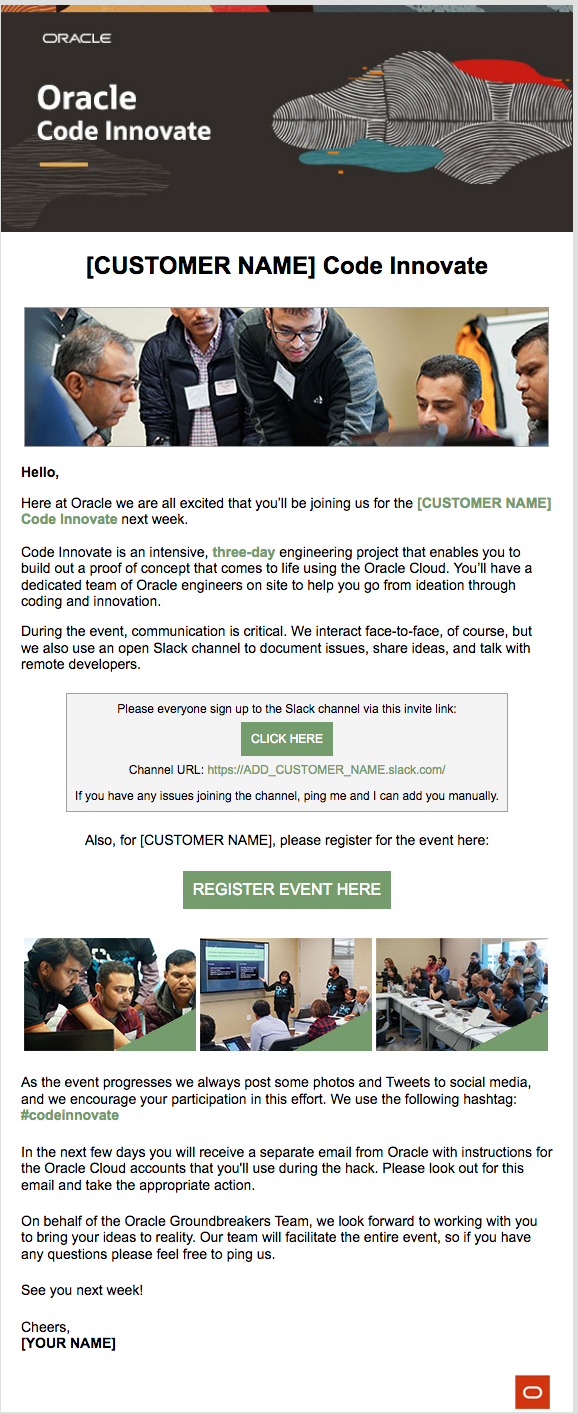 ORACLE
Oracle
Code Innovate
[CUSTOMER NAME] Code Innovate
Hello,
Here at Oracle we are all excited that you’ll be joining us for the [CUSTOMER NAME]
Code Innovate next week.
Code Innovate is an intensive, three-day engineering project that enables you to
build out a proof of concept that comes to life using the Oracle Cloud. You’ll have a
dedicated team of Oracle engineers on site to help you go from ideation through
coding and innovation.
During the event, communication is critical. We interact face-to-face, of course, but
we also use an open Slack channel to document issues, share ideas, and talk with
remote developers.
Please everyone sign up to the Slack channel via this invite link:
CLICK HERE
Channel URL: https://ADD_CUSTOMER_NAME.slack.com/
If you have any issues joining the channel, ping me and I can add you manually.
Also, for [CUSTOMER NAME], please register for the event here:
REGISTER EVENT HERE
As the event progresses we always post some photos and Tweets to social media,
and we encourage your participation in this effort. We use the following hashtag:
#codeinnovate
In the next few days you will receive a separate email from Oracle with instructions for
the Oracle Cloud accounts that you'll use during the hack. Please look out for this
email and take the appropriate action.
On behalf of the Oracle Groundbreakers Team, we look forward to working with you
to bring your ideas to reality. Our team will facilitate the entire event, so if you have
any questions please feel free to ping us.
See you next week!
Cheers,
[YOUR NAME]